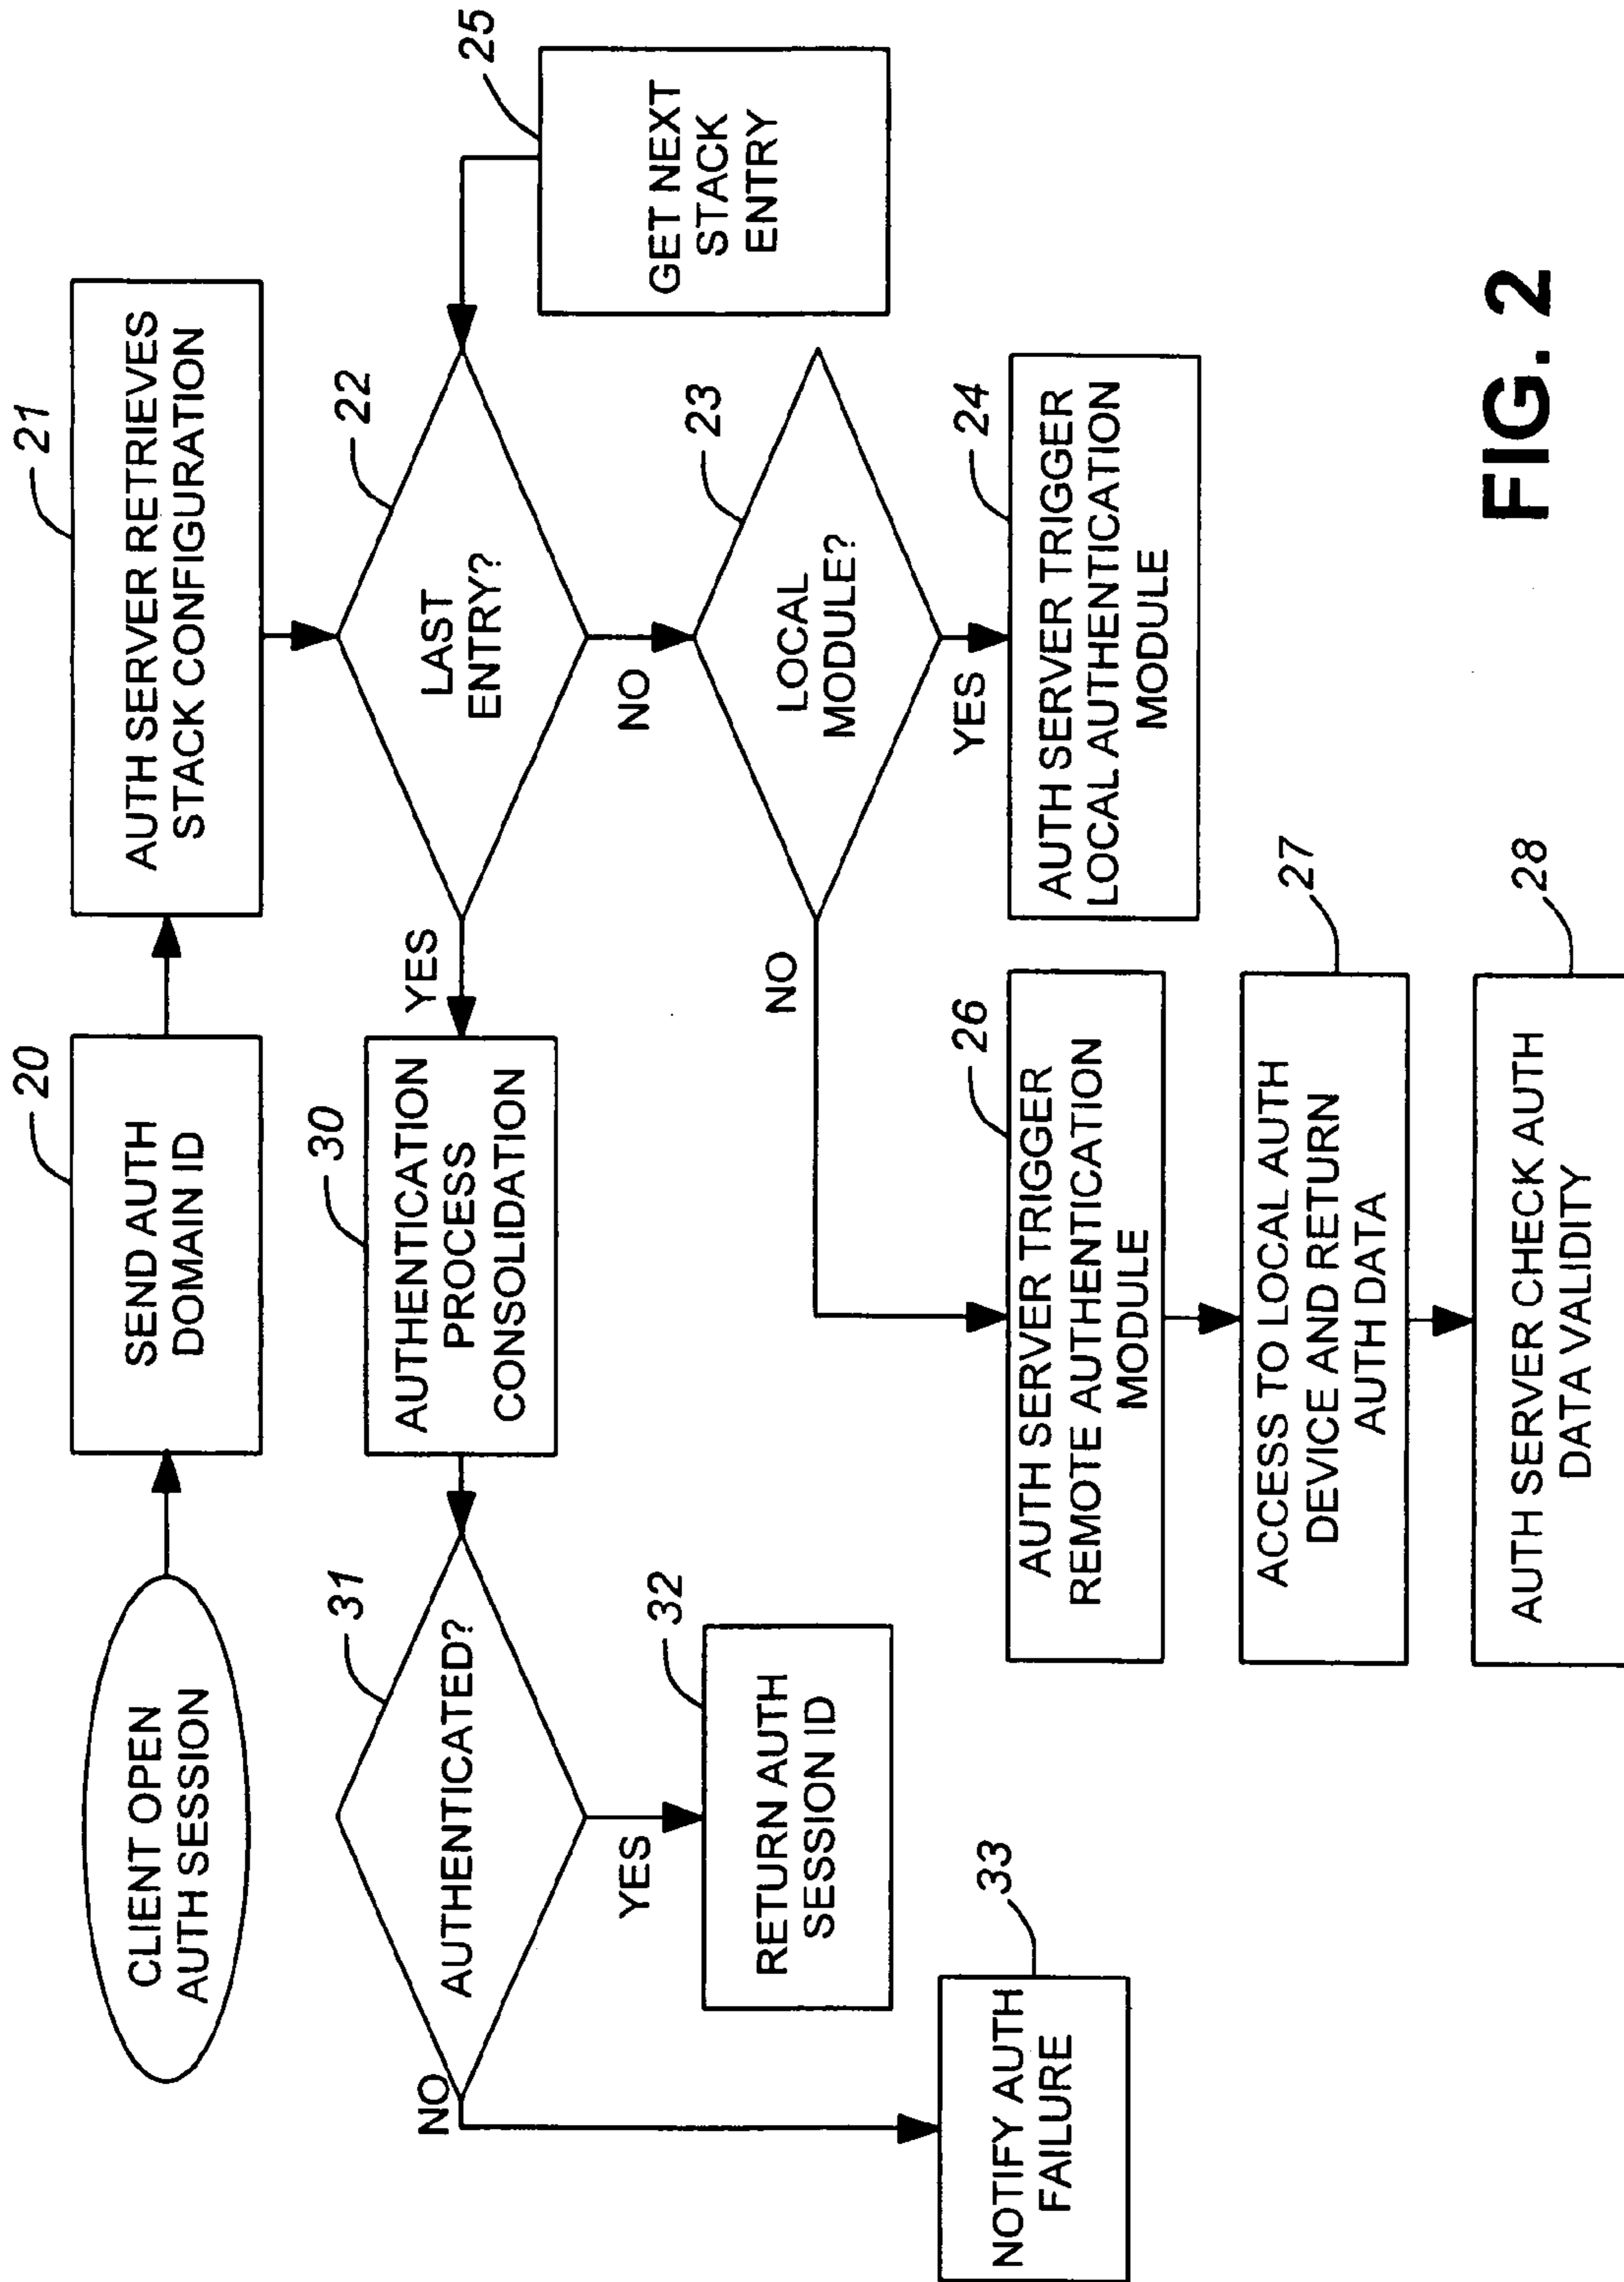 CLIENT OPEN
AUTH SESSION
20
SEND AUTH
DOMAIN ID
21
AUTH SERVER RETRIEVES
STACK CONFIGURATION
22
LAST
ENTRY?
YES
NO
25
GET NEXT
STACK
ENTRY
30
AUTHENTICATION
PROCESS
CONSOLIDATION
31
AUTHENTICATED?
NO
YES
32
RETURN AUTH
SESSION ID
33
NOTIFY AUTH
FAILURE
23
LOCAL
MODULE?
NO
YES
24
AUTH SERVER TRIGGER
LOCAL AUTHENTICATION
MODULE
26
AUTH SERVER TRIGGER
REMOTE AUTHENTICATION
MODULE
27
ACCESS TO LOCAL AUTH
DEVICE AND RETURN
AUTH DATA
28
AUTH SERVER CHECK AUTH
DATA VALIDITY
FIG. 2